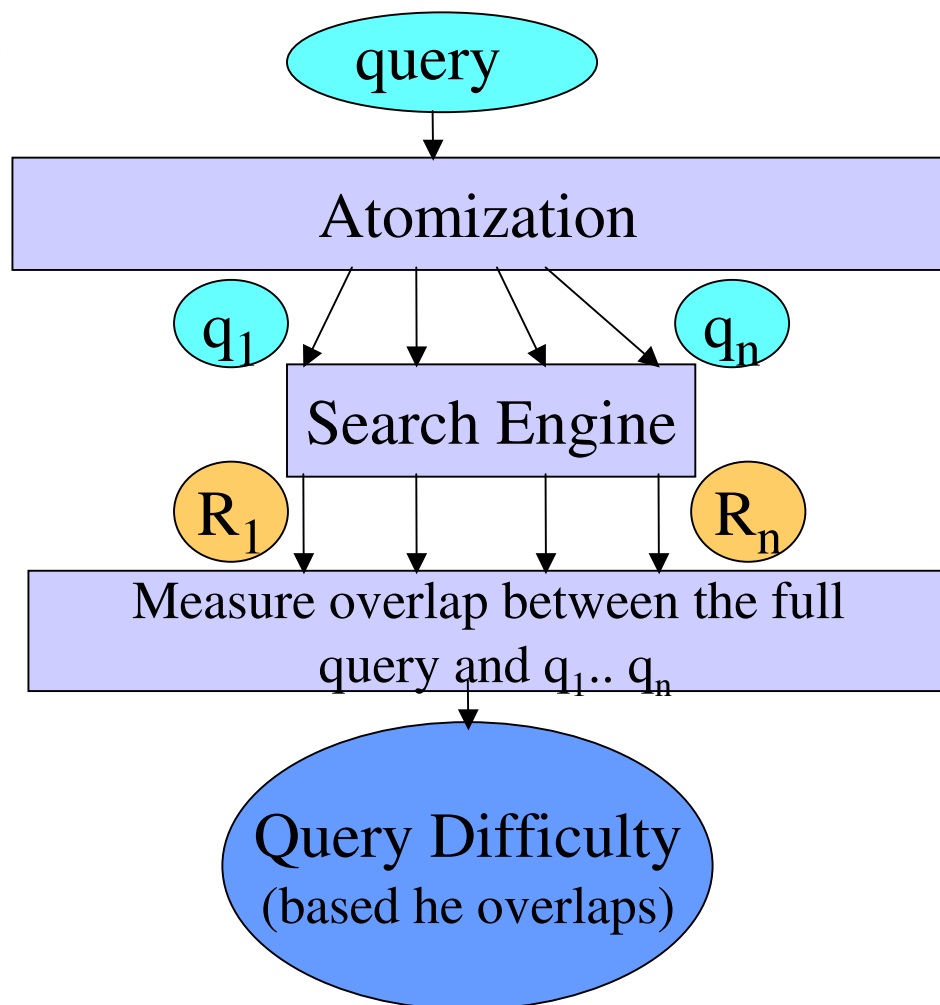 query
Atomization
q1 qn
Search Engine
R1 Rn
Measure overlap between the full
query and q1.. qn
Query Difficulty
(based he overlaps)